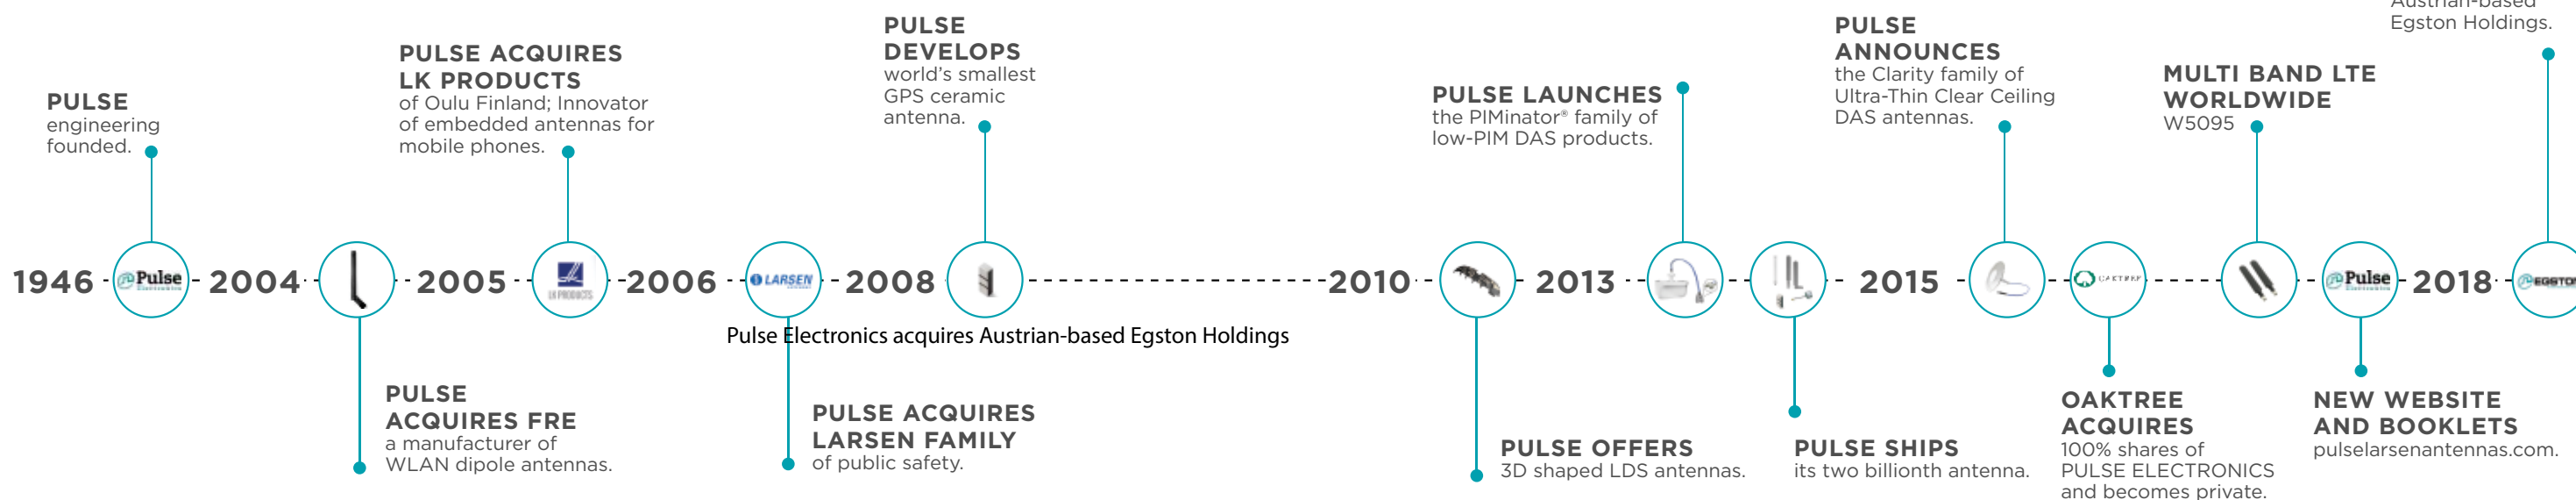 PULSE
engineering
founded.
PULSE ACQUIRES
LK PRODUCTS
of Oulu Finland; Innovator
of embedded antennas for
mobile phones.
PULSE
DEVELOPS
world's smallest
GPS ceramic
antenna.
PULSE LAUNCHES
the PIMinator® family of
low-PIM DAS products.
PULSE
ANNOUNCES
the Clarity family of
Ultra-Thin Clear Ceiling
DAS antennas.
MULTI BAND LTE
WORLDWIDE
W5095
Austrian-based
Egston Holdings.
1946 Pulse Electronics 2004 2005 LK PRODUCTS 2006 LARSEN 2008 2010 2013 2015 OAKTREE Pulse Electronics 2018 EGSTON
Pulse Electronics acquires Austrian-based Egston Holdings
PULSE
ACQUIRES FRE
a manufacturer of
WLAN dipole antennas.
PULSE ACQUIRES
LARSEN FAMILY
of public safety.
PULSE OFFERS
3D shaped LDS antennas.
PULSE SHIPS
its two billionth antenna.
OAKTREE
ACQUIRES
100% shares of
PULSE ELECTRONICS
and becomes private.
NEW WEBSITE
AND BOOKLETS
pulselarsenantennas.com.